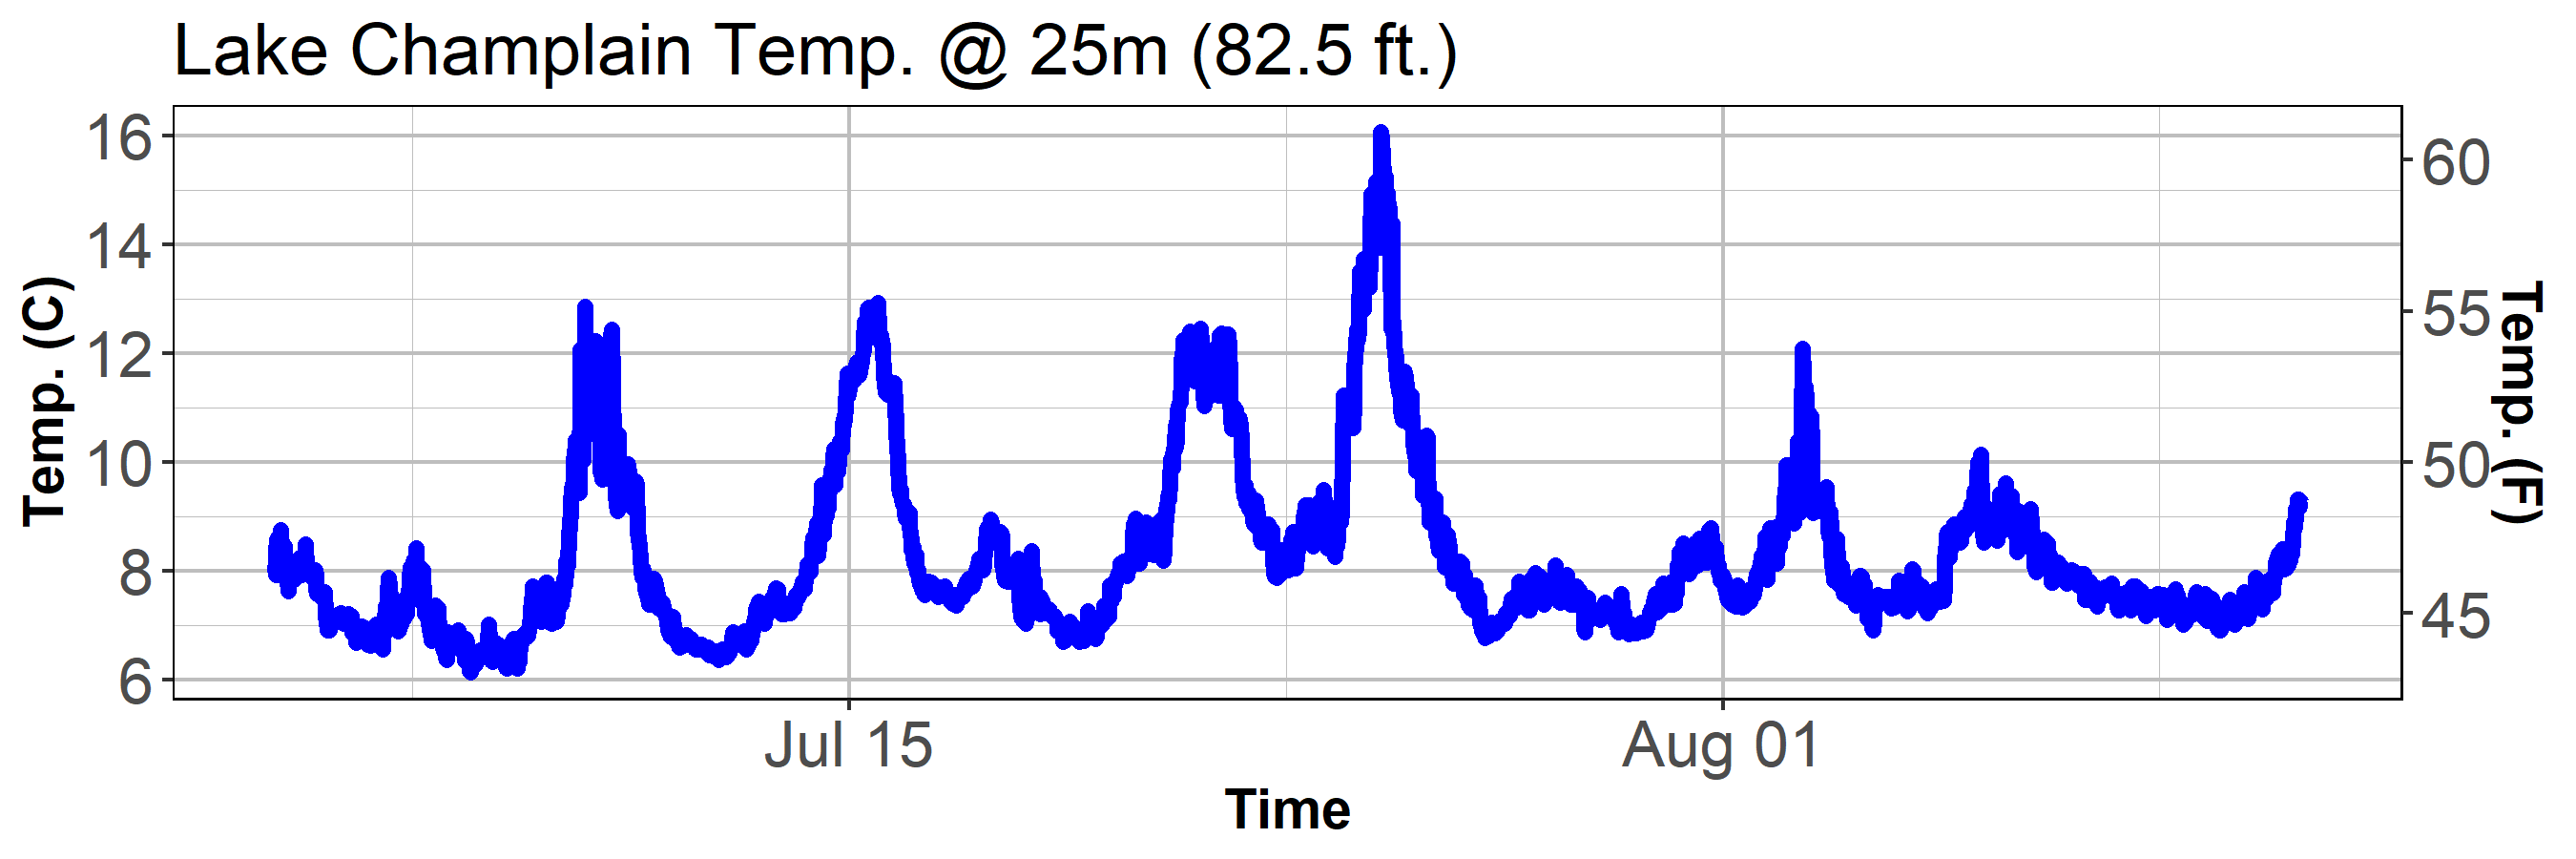 Lake Champlain Temp. @ 25m (82.5 ft.)
Temp. (C)
16
14
12
10
8
6
60
55
50
45
Temp. (F)
Jul 15
Aug 01
Time